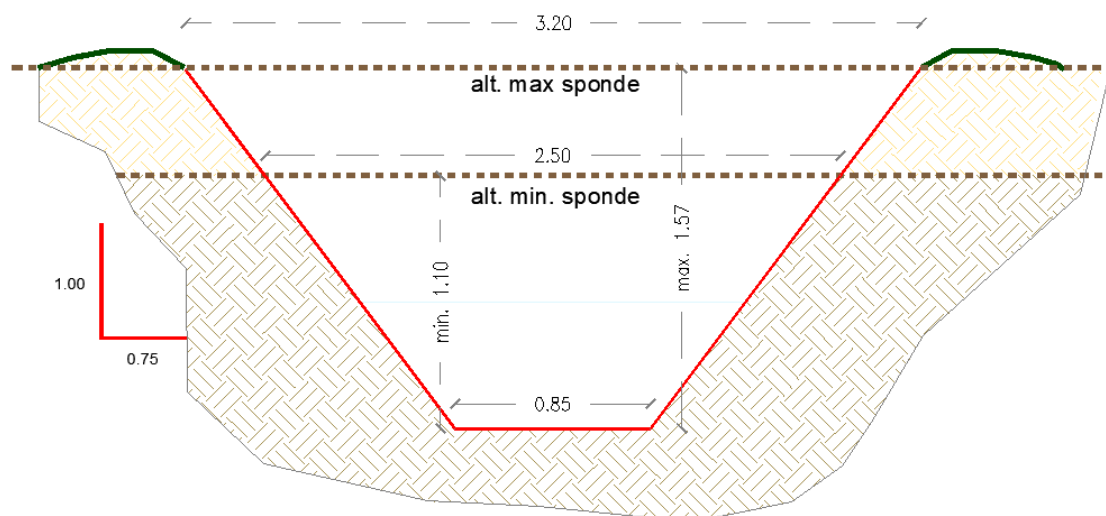 3.20
alt. max sponde
2.50
alt. min. sponde
max. 1.57
min. 1.10
1.00
0.75
0.85